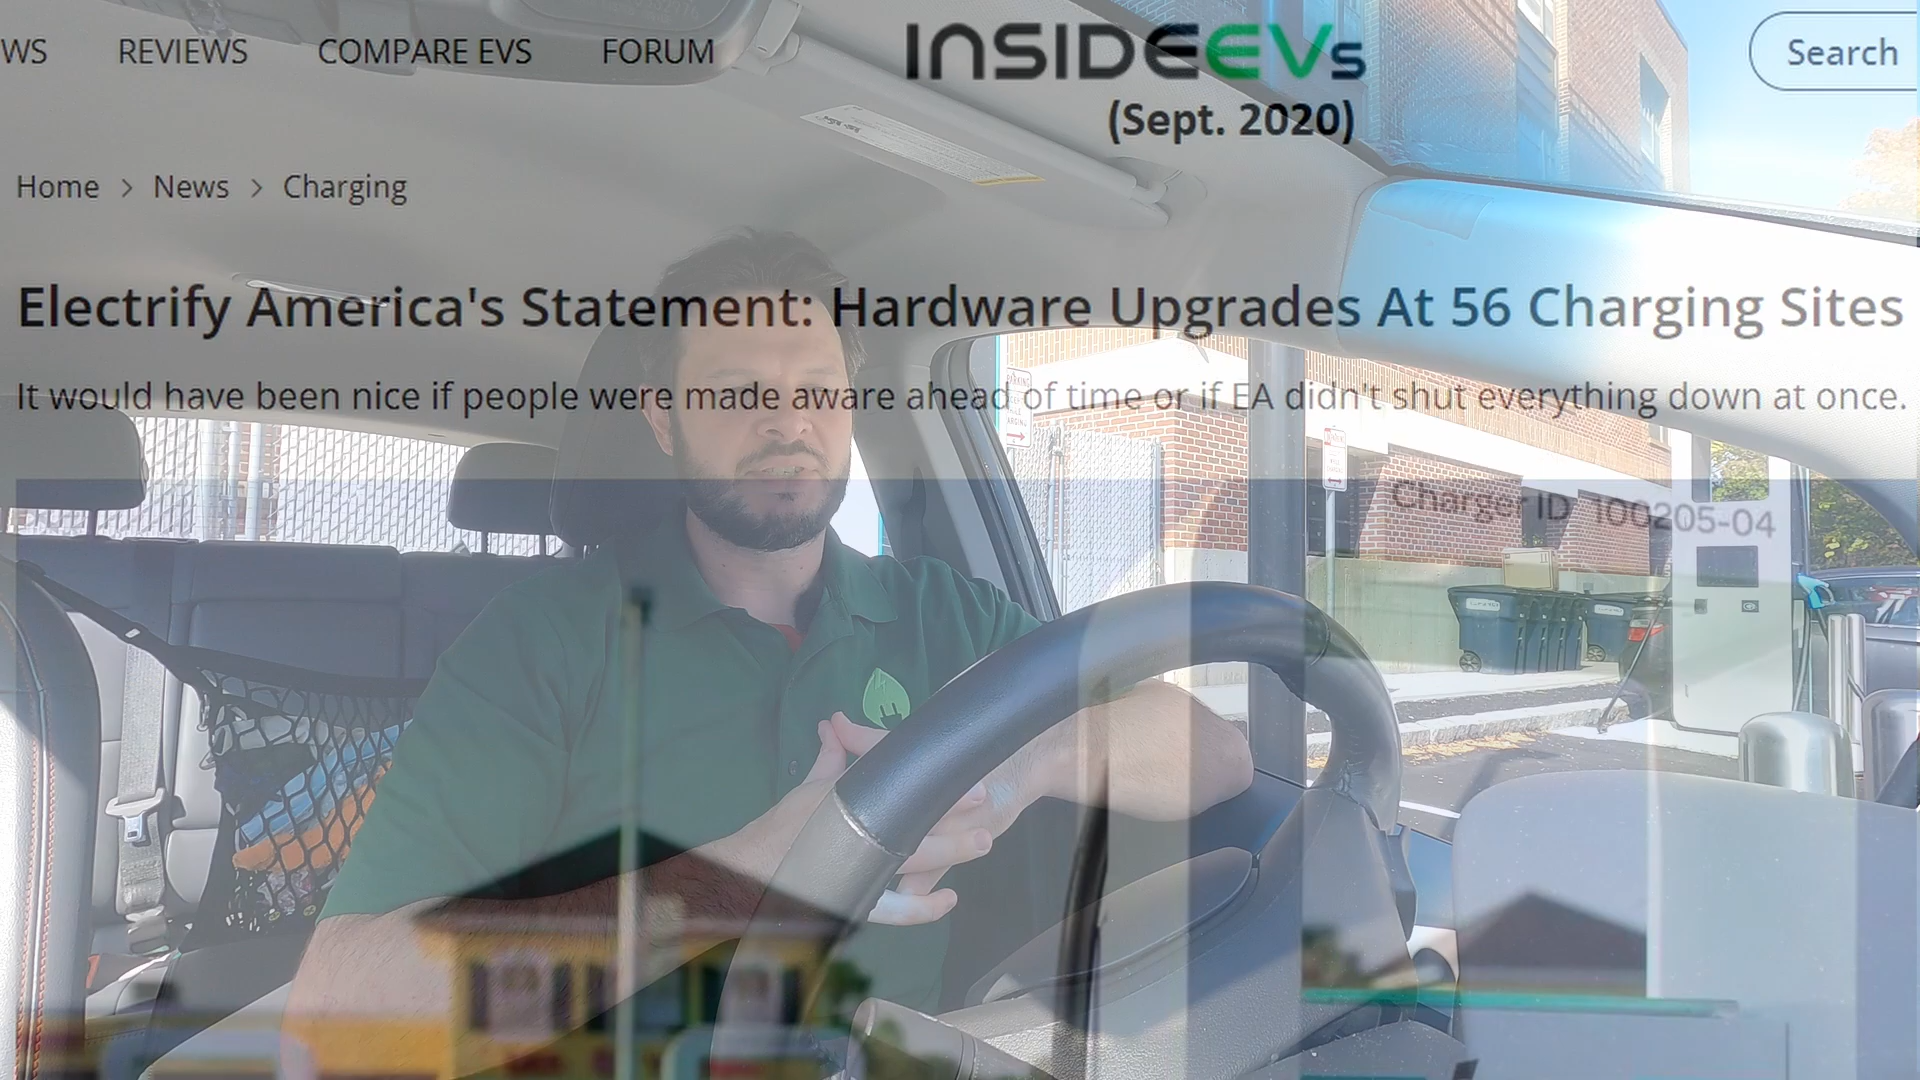 WS REVIEWS COMPARE EVS FORUM INSIDEEVs Search
(Sept. 2020)
Home > News > Charging
Electrify America's Statement: Hardware Upgrades At 56 Charging Sites
It would have been nice if people were made aware ahead of time or if EA didn't shut everything down at once.
PARKING
Charger ID 100205-04